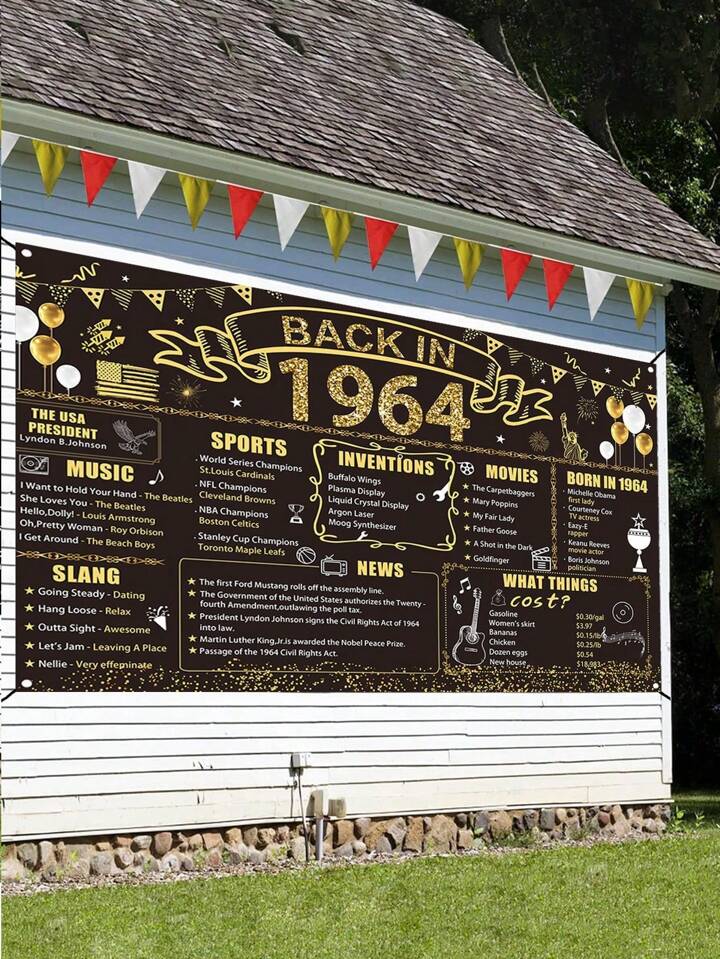 BACK IN
1964
THE USA
PRESIDENT
Lyndon B.Johnson
MUSIC
I Want to Hold Your Hand - The Beatles
She Loves You - The Beatles
Hello,Dolly! - Louis Armstrong
Oh,Pretty Woman - Roy Orbison
I Get Around - The Beach Boys
SLANG
Going Steady - Dating
Hang Loose - Relax
Outta Sight - Awesome
Let's Jam - Leaving A Place
Nellie - Very effeminate
SPORTS
. World Series Champions
St.Louis Cardinals
. NFL Champions
Cleveland Browns
. NBA Champions
Boston Celtics
. Stanley Cup Champions
Toronto Maple Leafs
INVENTIONS
Buffalo Wings
Plasma Display
Liquid Crystal Display
Argon Laser
Moog Synthesizer
MOVIES
The Carpetbaggers
Mary Poppins
My Fair Lady
Father Goose
A Shot in the Dark
Goldfinger
BORN IN 1964
. Michelle Obama
first lady
. Courteney Cox
TV actress
. Eazy-E
rapper
. Keanu Reeves
movie actor
. Boris Johnson
politician
NEWS
The first Ford Mustang rolls off the assembly line.
The Government of the United States authorizes the Twenty -
fourth Amendment,outlawing the poll tax.
President Lyndon Johnson signs the Civil Rights Act of 1964
into law.
Martin Luther King,Jr.is awarded the Nobel Peace Prize.
Passage of the 1964 Civil Rights Act.
WHAT THINGS
cost?
Gasoline $0.30/gal
Women's skirt $3.97
Bananas $0.15/lb
Chicken $0.25/lb
Dozen eggs $0.54
New house $18,983